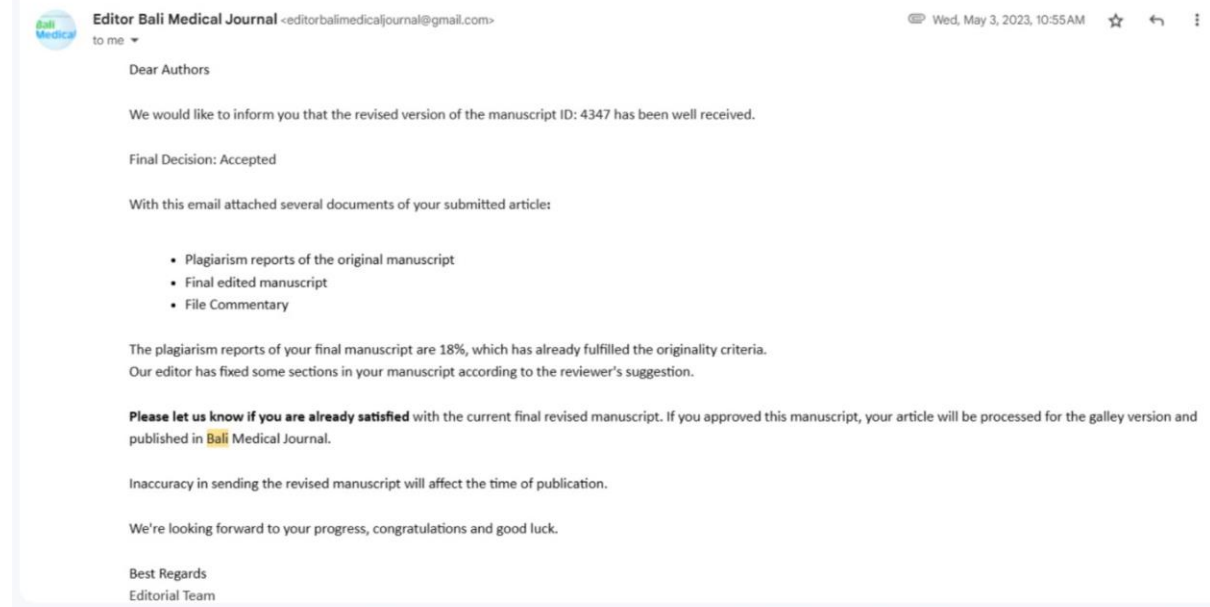 Bali
Medical
Editor Bali Medical Journal <editorbalimedicaljournal@gmail.com>
Wed, May 3, 2023, 10:55 AM
to me
Dear Authors
We would like to inform you that the revised version of the manuscript ID: 4347 has been well received.
Final Decision: Accepted
With this email attached several documents of your submitted article:
• Plagiarism reports of the original manuscript
• Final edited manuscript
• File Commentary
The plagiarism reports of your final manuscript are 18%, which has already fulfilled the originality criteria.
Our editor has fixed some sections in your manuscript according to the reviewer's suggestion.
Please let us know if you are already satisfied with the current final revised manuscript. If you approved this manuscript, your article will be processed for the galley version and
published in Bali Medical Journal.
Inaccuracy in sending the revised manuscript will affect the time of publication.
We're looking forward to your progress, congratulations and good luck.
Best Regards
Editorial Team